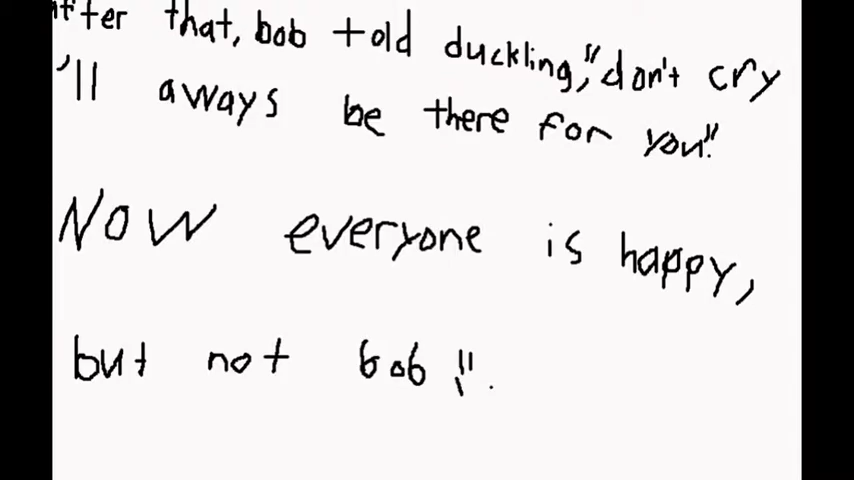 after that, bob told duckling,"don't cry
'll aways be there for you".
Now everyone is happy,
but not bob !".